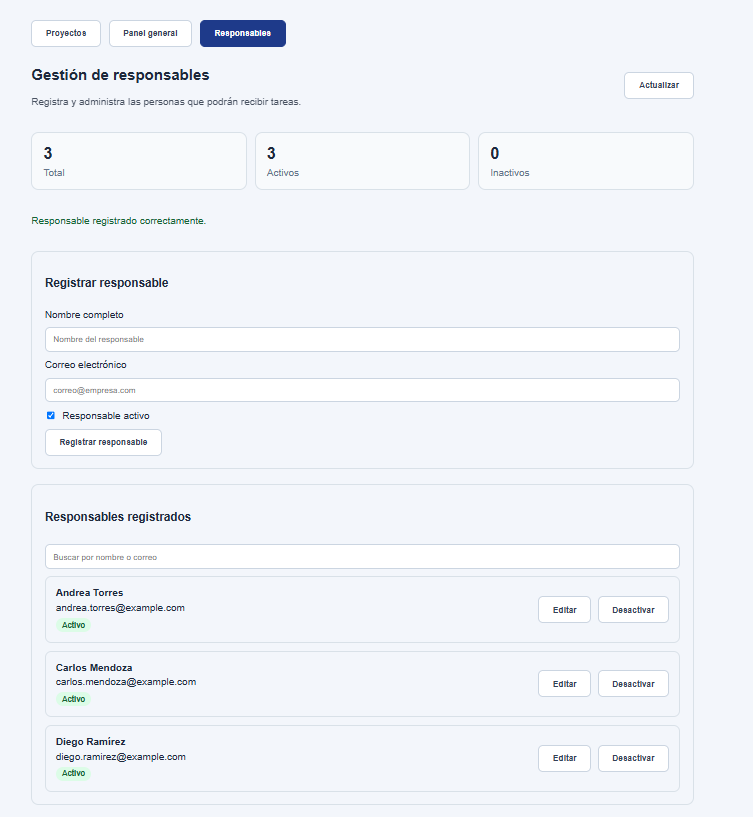 Proyectos Panel general Responsables
Gestión de responsables
Actualizar
Registra y administra las personas que podrán recibir tareas.
3 3 0
Total Activos Inactivos
Responsable registrado correctamente.
Registrar responsable
Nombre completo
Nombre del responsable
Correo electrónico
correo@empresa.com
Responsable activo
Registrar responsable
Responsables registrados
Buscar por nombre o correo
Andrea Torres
andrea.torres@example.com
Activo
Editar Desactivar
Carlos Mendoza
carlos.mendoza@example.com
Activo
Editar Desactivar
Diego Ramírez
diego.ramirez@example.com
Activo
Editar Desactivar